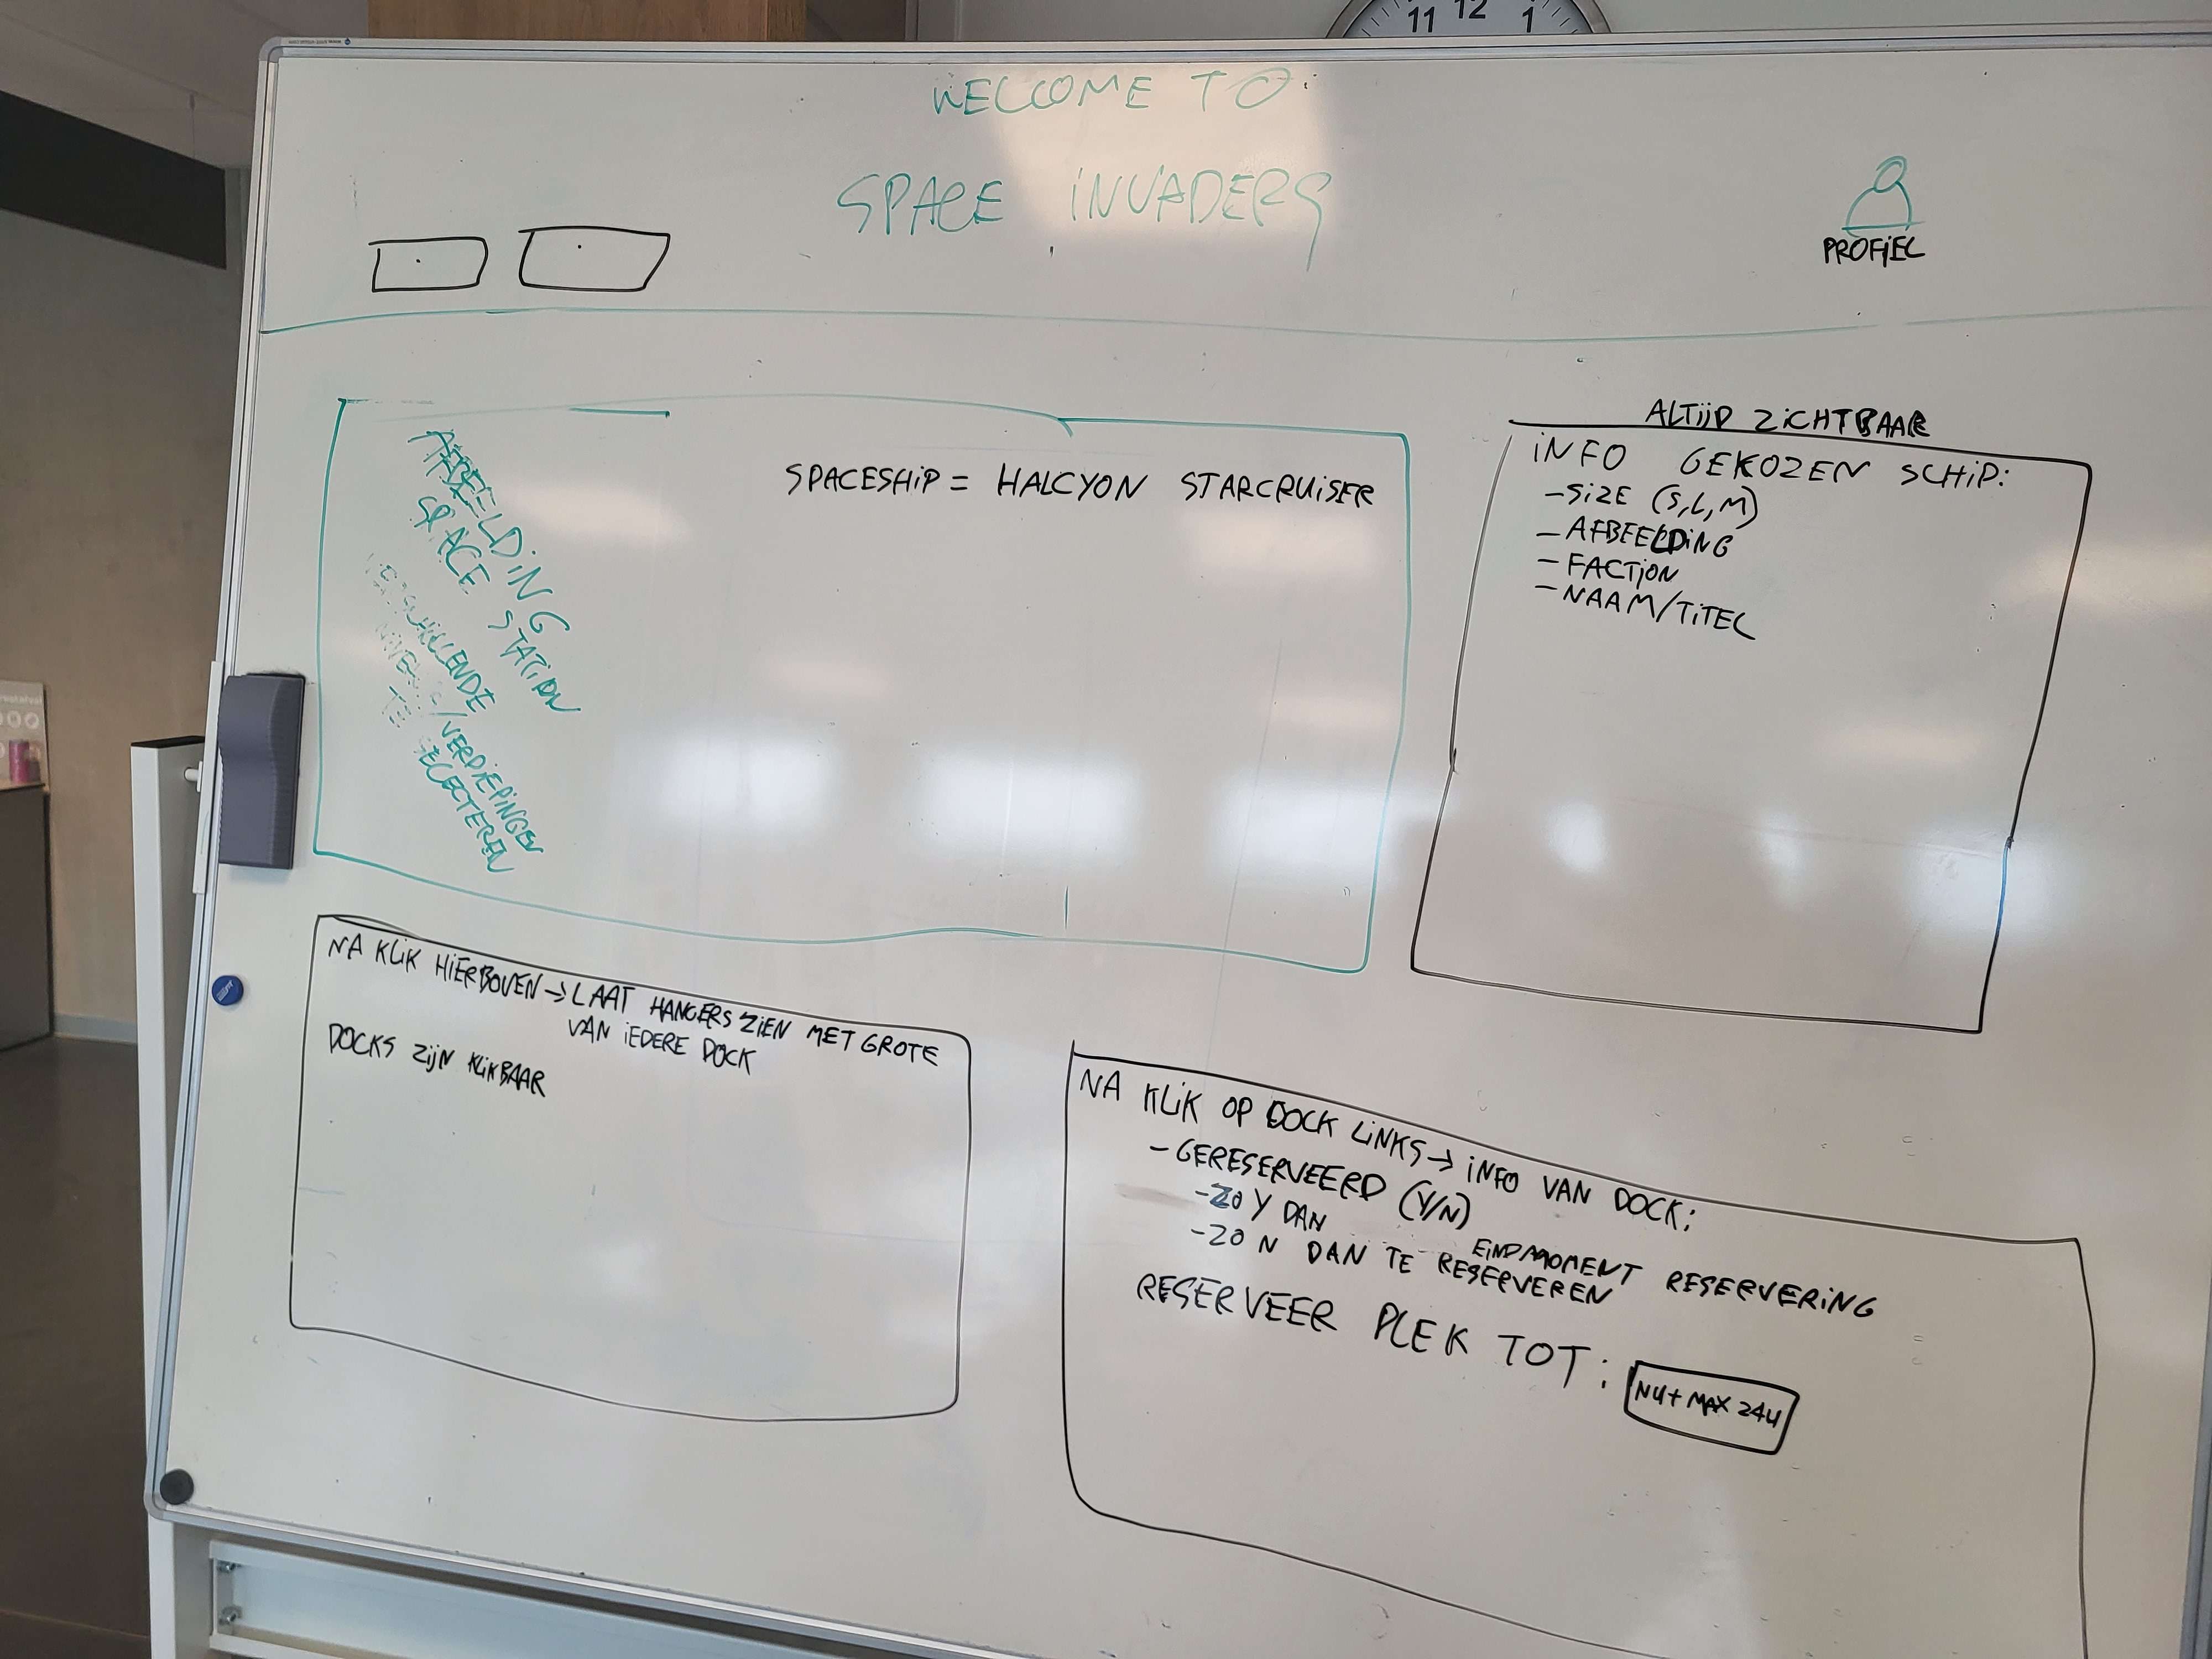 11 12 1
WELCOME TO:
SPACE INVADERS
PROFIEL
AFBEELDING
SPACE STATION
VERSCHILLENDE
/VERDIEPINGEN
TE SELECTEREN
SPACESHIP = HALCYON STARCRUISER
ALTIJD ZICHTBAAR
INFO GEKOZEN SCHIP:
- SIZE (S, L, M)
- AFBEELDING
- FACTION
- NAAM/TITEL
NA KLIK HIERBOVEN → LAAT HANGERS ZIEN MET GROTE
VAN IEDERE DOCK
DOCKS ZIJN KLIKBAAR
NA KLIK OP DOCK LINKS → INFO VAN DOCK:
- GERESERVEERD (Y/N)
- ZO Y DAN EINDMOMENT RESERVERING
- ZO N DAN TE RESERVEREN
RESERVEER PLEK TOT: NU + MAX 24U